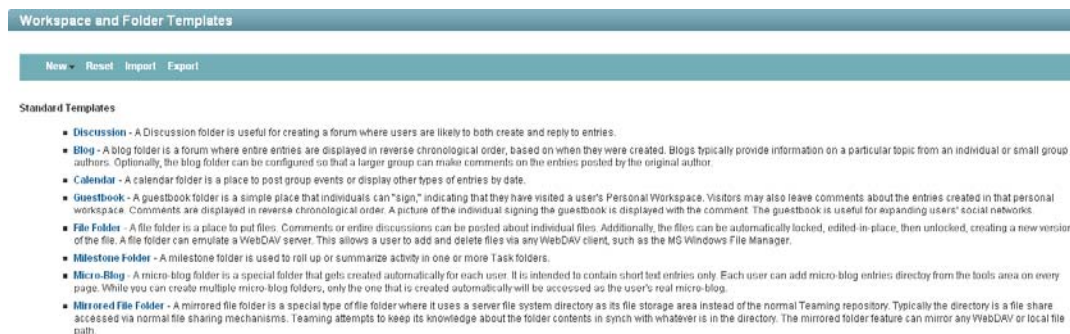 Workspace and Folder Templates
New Reset Import Export
Standard Templates
Discussion - A Discussion folder is useful for creating a forum where users are likely to both create and reply to entries.
Blog - A blog folder is a forum where entire entries are displayed in reverse chronological order, based on when they were created. Blogs typically provide information on a particular topic from an individual or small group
authors. Optionally, the blog folder can be configured so that a larger group can make comments on the entries posted by the original author.
Calendar - A calendar folder is a place to post group events or display other types of entries by date.
Guestbook - A guestbook folder is a simple place that individuals can "sign," indicating that they have visited a user's Personal Workspace. Visitors may also leave comments about the entries created in that personal
workspace. Comments are displayed in reverse chronological order. A picture of the individual signing the guestbook is displayed with the comment. The guestbook is useful for expanding users' social networks.
File Folder - A file folder is a place to put files. Comments or entire discussions can be posted about individual files. Additionally, the files can be automatically locked, edited-in-place, then unlocked, creating a new version
of the file. A file folder can emulate a WebDAV server. This allows a user to add and delete files via any WebDAV client, such as the MS Windows File Manager.
Milestone Folder - A milestone folder is used to roll up or summarize activity in one or more Task folders.
Micro-Blog - A micro-blog folder is a special folder that gets created automatically for each user. It is intended to contain short text entries only. Each user can add micro-blog entries directoy from the tools area on every
page. While you can create multiple micro-blog folders, only the one that is created automatically will be accessed as the user's real micro-blog.
Mirrored File Folder - A mirrored file folder is a special type of file folder where it uses a server file system directory as its file storage area instead of the normal Teaming repository. Typically the directory is a file share
accessed via normal file sharing mechanisms. Teaming attempts to keep its knowledge about the folder contents in synch with whatever is in the directory. The mirrored folder feature can mirror any WebDAV or local file
path.